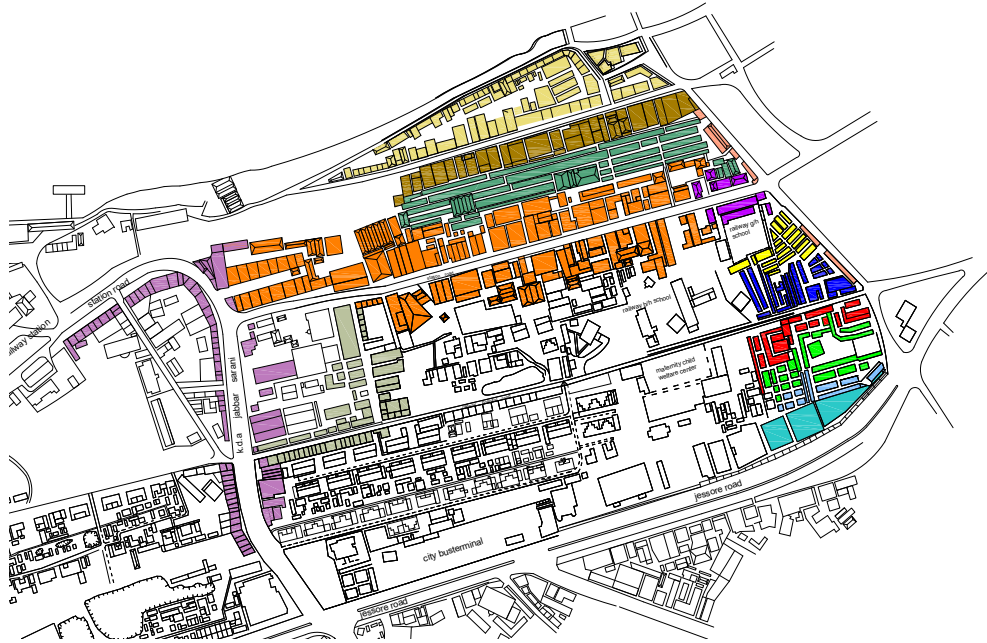 railway g/h
school
station road
railway b/h school
railway station
maternity child
welfare center
k.d.a jabbar sarani
jessore road
city busterminal
jessore road